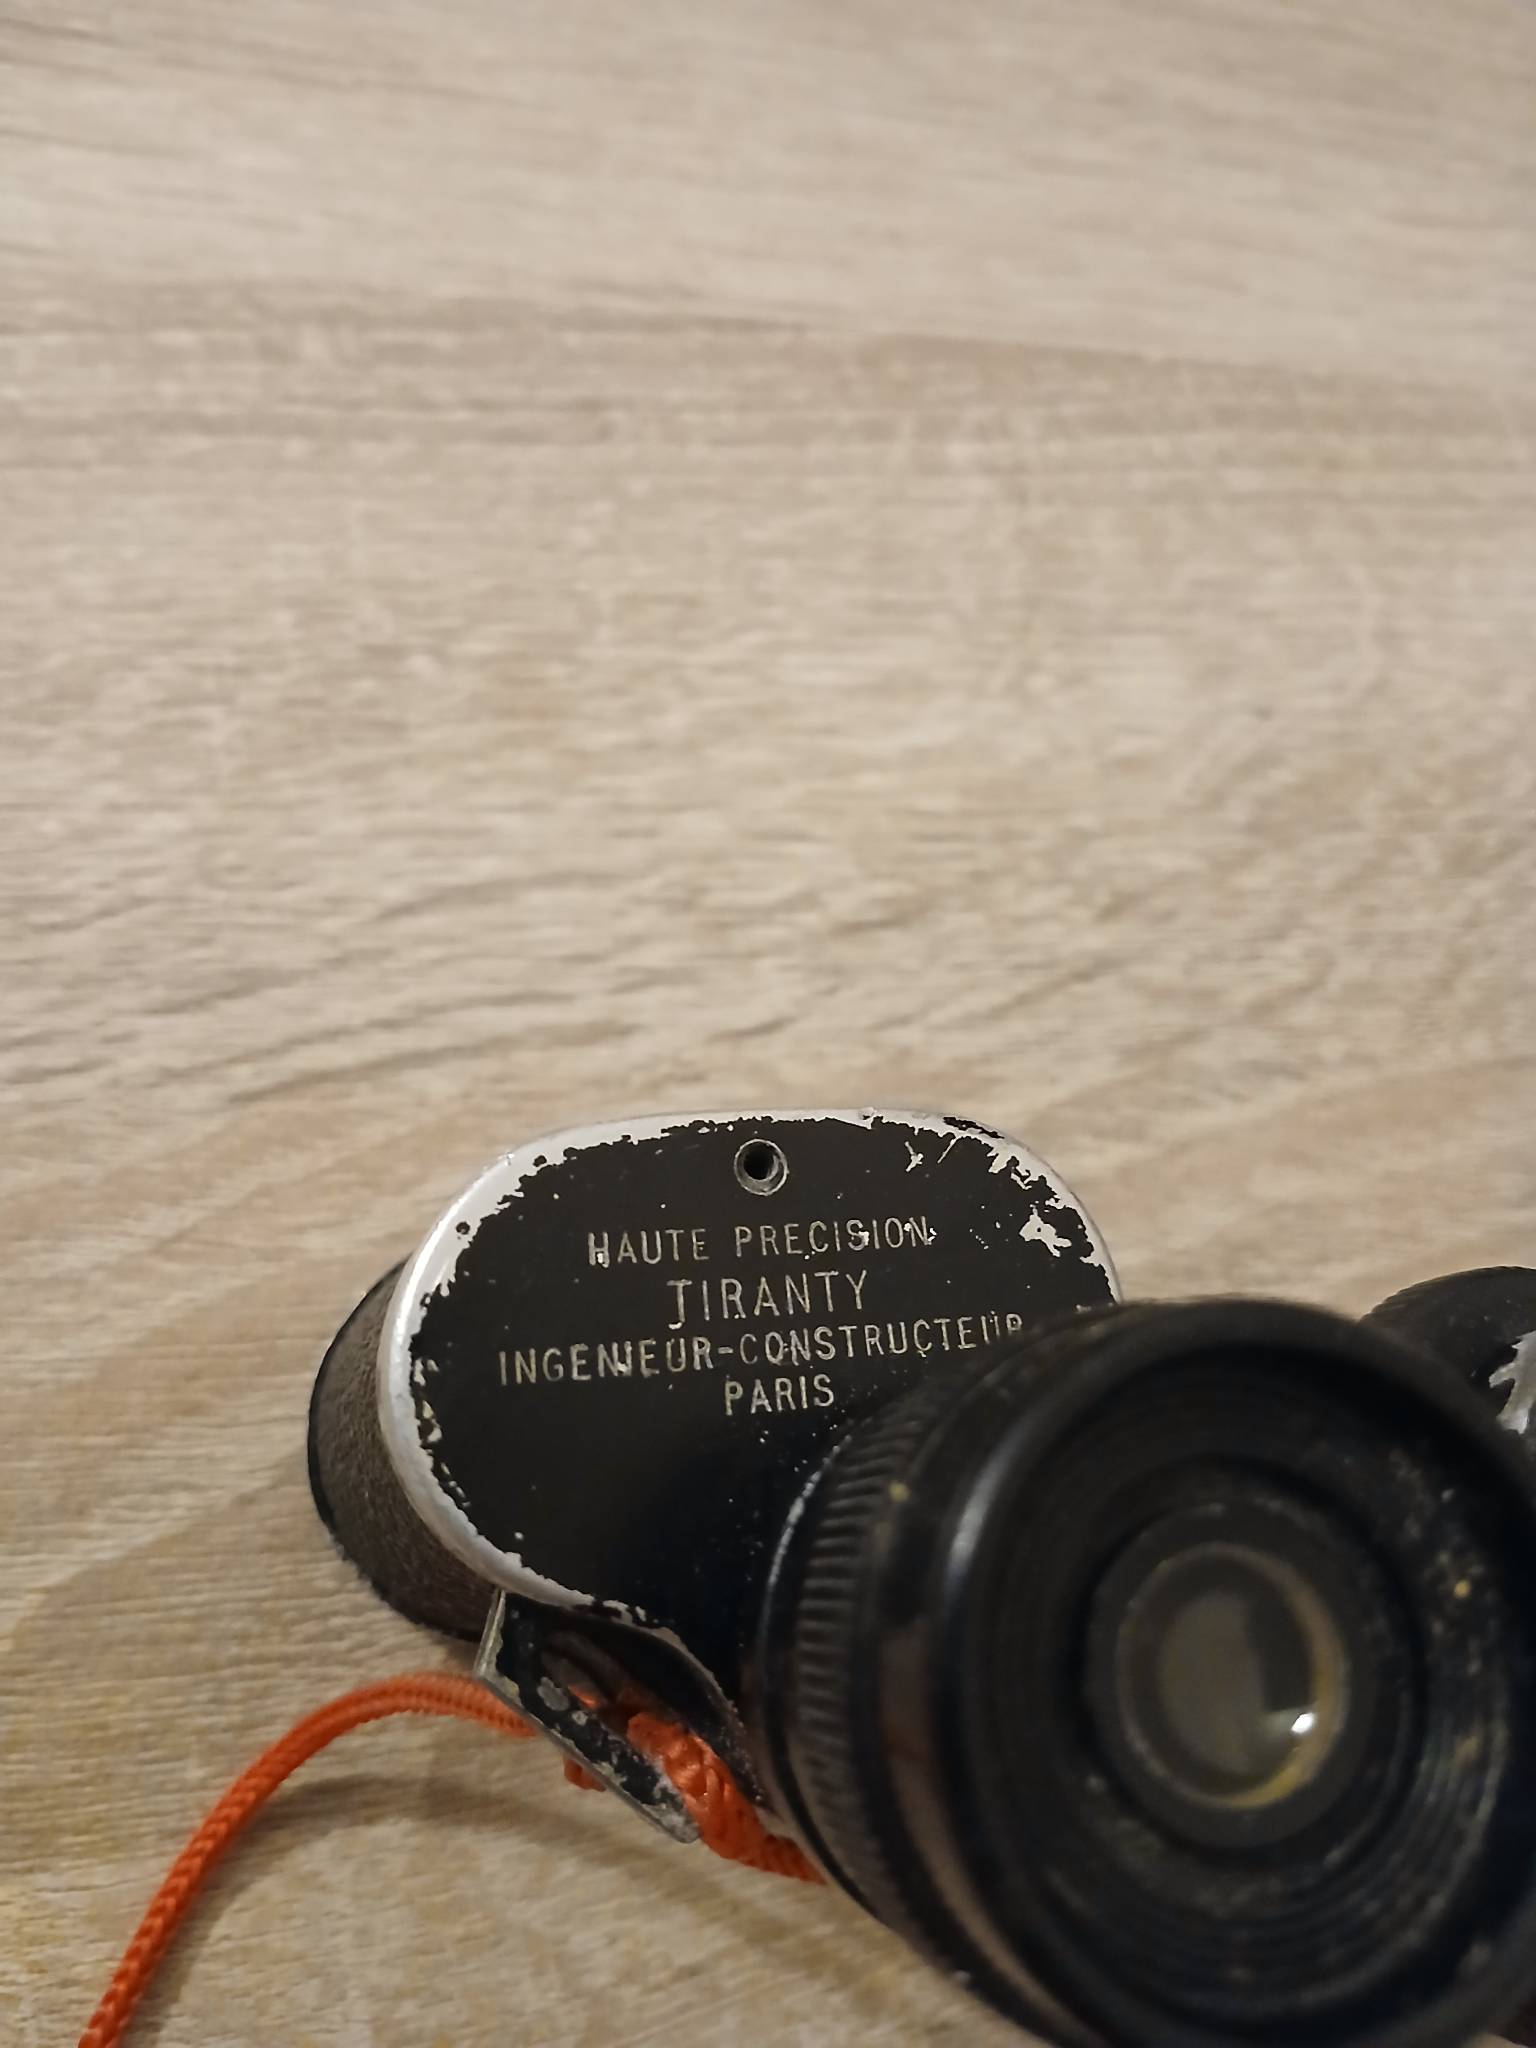 HAUTE PRECISION
TIRANTY
INGENIEUR-CONSTRUCTEUR
PARIS